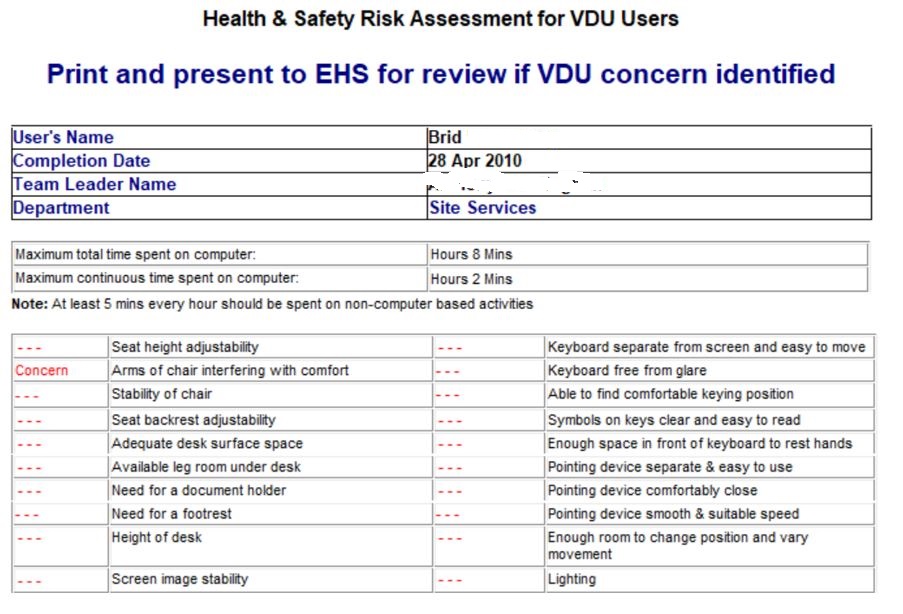 Health & Safety Risk Assessment for VDU Users
Print and present to EHS for review if VDU concern identified
User's Name Brid
Completion Date 28 Apr 2010
Team Leader Name
Department Site Services
Maximum total time spent on computer: Hours 8 Mins
Maximum continuous time spent on computer: Hours 2 Mins
Note: At least 5 mins every hour should be spent on non-computer based activities
--- Seat height adjustability --- Keyboard separate from screen and easy to move
Concern Arms of chair interfering with comfort --- Keyboard free from glare
--- Stability of chair --- Able to find comfortable keying position
--- Seat backrest adjustability --- Symbols on keys clear and easy to read
--- Adequate desk surface space --- Enough space in front of keyboard to rest hands
--- Available leg room under desk --- Pointing device separate & easy to use
--- Need for a document holder --- Pointing device comfortably close
--- Need for a footrest --- Pointing device smooth & suitable speed
--- Height of desk --- Enough room to change position and vary
movement
--- Screen image stability --- Lighting